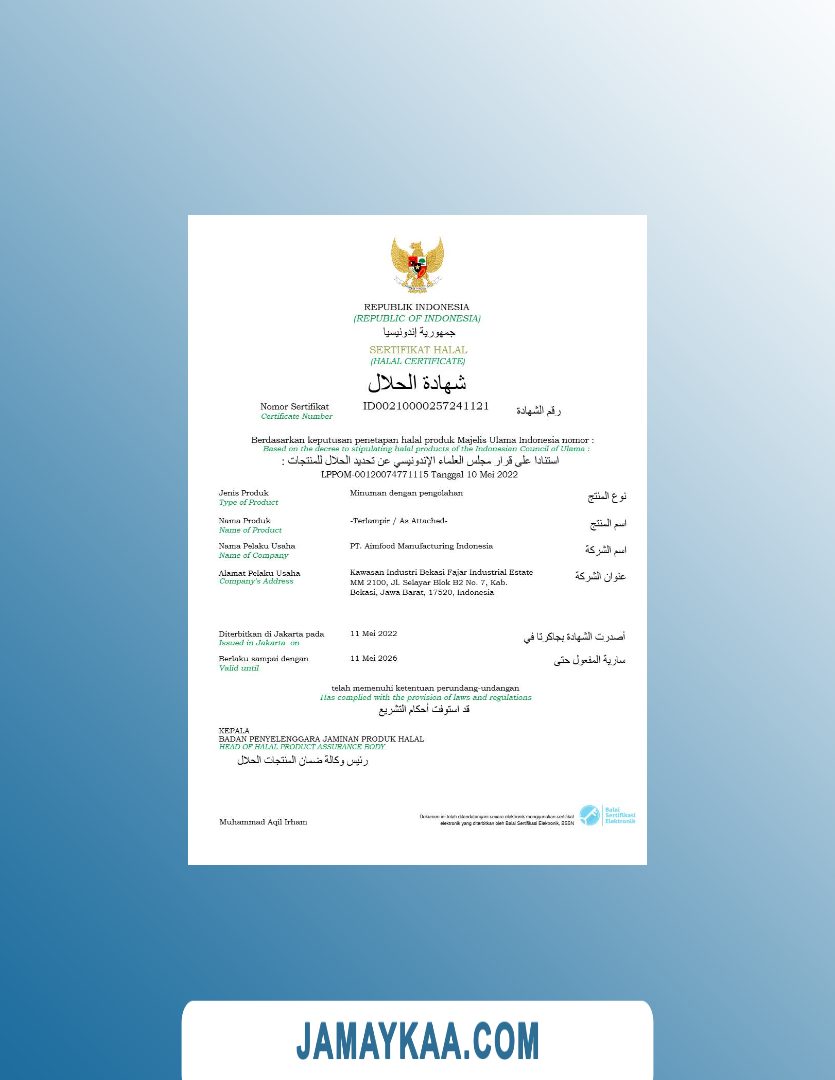 REPUBLIK INDONESIA
(REPUBLIC OF INDONESIA)
جمهورية إندونيسيا
SERTIFIKAT HALAL
(HALAL CERTIFICATE)
شهادة الحلال
Nomor Sertifikat ID00210000257241121 رقم الشهادة
Certificate Number
Berdasarkan keputusan penetapan halal produk Majelis Ulama Indonesia nomor :
Based on the decree to stipulating halal products of the Indonesian Council of Ulama :
استنادا على قرار مجلس العلماء الإندونيسي عن تحديد الحلال للمنتجات :
LPPOM-00120074771115 Tanggal 10 Mei 2022
Jenis Produk Minuman dengan pengolahan نوع المنتج
Type of Product
Nama Produk -Terlampir / As Attached- اسم المنتج
Name of Product
Nama Pelaku Usaha PT. Aimfood Manufacturing Indonesia اسم الشركة
Name of Company
Alamat Pelaku Usaha Kawasan Industri Bekasi Fajar Industrial Estate عنوان الشركة
Company's Address MM 2100, Jl. Selayar Blok B2 No. 7, Kab.
Bekasi, Jawa Barat, 17520, Indonesia
Diterbitkan di Jakarta pada 11 Mei 2022 أصدرت الشهادة بجاكرتا في
Issued in Jakarta on
Berlaku sampai dengan 11 Mei 2026 سارية المفعول حتى
Valid until
telah memenuhi ketentuan perundang-undangan
Has complied with the provision of laws and regulations
قد استوفت أحكام التشريع
KEPALA
BADAN PENYELENGGARA JAMINAN PRODUK HALAL
HEAD OF HALAL PRODUCT ASSURANCE BODY
رئيس وكالة ضمان المنتجات الحلال
Muhammad Aqil Irham
Dokumen ini telah ditandatangani secara elektronik menggunakan sertifikat
elektronik yang diterbitkan oleh Balai Sertifikasi Elektronik, BSSN
Balai
Sertifikasi
Elektronik
JAMAYKAA.COM